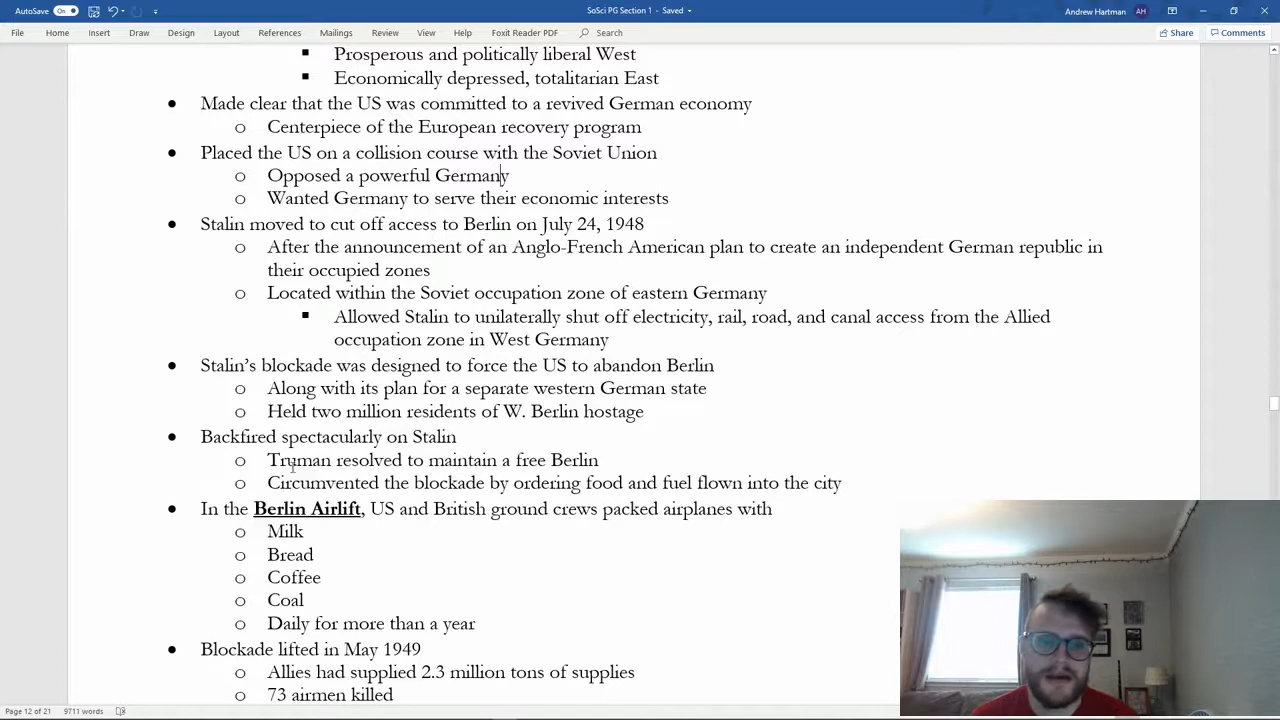 AutoSave On SoSci PG Section 1 - Saved Andrew Hartman AH
File Home Insert Draw Design Layout References Mailings Review View Help Foxit Reader PDF Search Share Comments
▪ Prosperous and politically liberal West
▪ Economically depressed, totalitarian East
• Made clear that the US was committed to a revived German economy
o Centerpiece of the European recovery program
• Placed the US on a collision course with the Soviet Union
o Opposed a powerful Germany
o Wanted Germany to serve their economic interests
• Stalin moved to cut off access to Berlin on July 24, 1948
o After the announcement of an Anglo-French American plan to create an independent German republic in
their occupied zones
o Located within the Soviet occupation zone of eastern Germany
▪ Allowed Stalin to unilaterally shut off electricity, rail, road, and canal access from the Allied
occupation zone in West Germany
• Stalin’s blockade was designed to force the US to abandon Berlin
o Along with its plan for a separate western German state
o Held two million residents of W. Berlin hostage
• Backfired spectacularly on Stalin
o Truman resolved to maintain a free Berlin
o Circumvented the blockade by ordering food and fuel flown into the city
• In the Berlin Airlift, US and British ground crews packed airplanes with
o Milk
o Bread
o Coffee
o Coal
o Daily for more than a year
• Blockade lifted in May 1949
o Allies had supplied 2.3 million tons of supplies
o 73 airmen killed
Page 12 of 21 9711 words